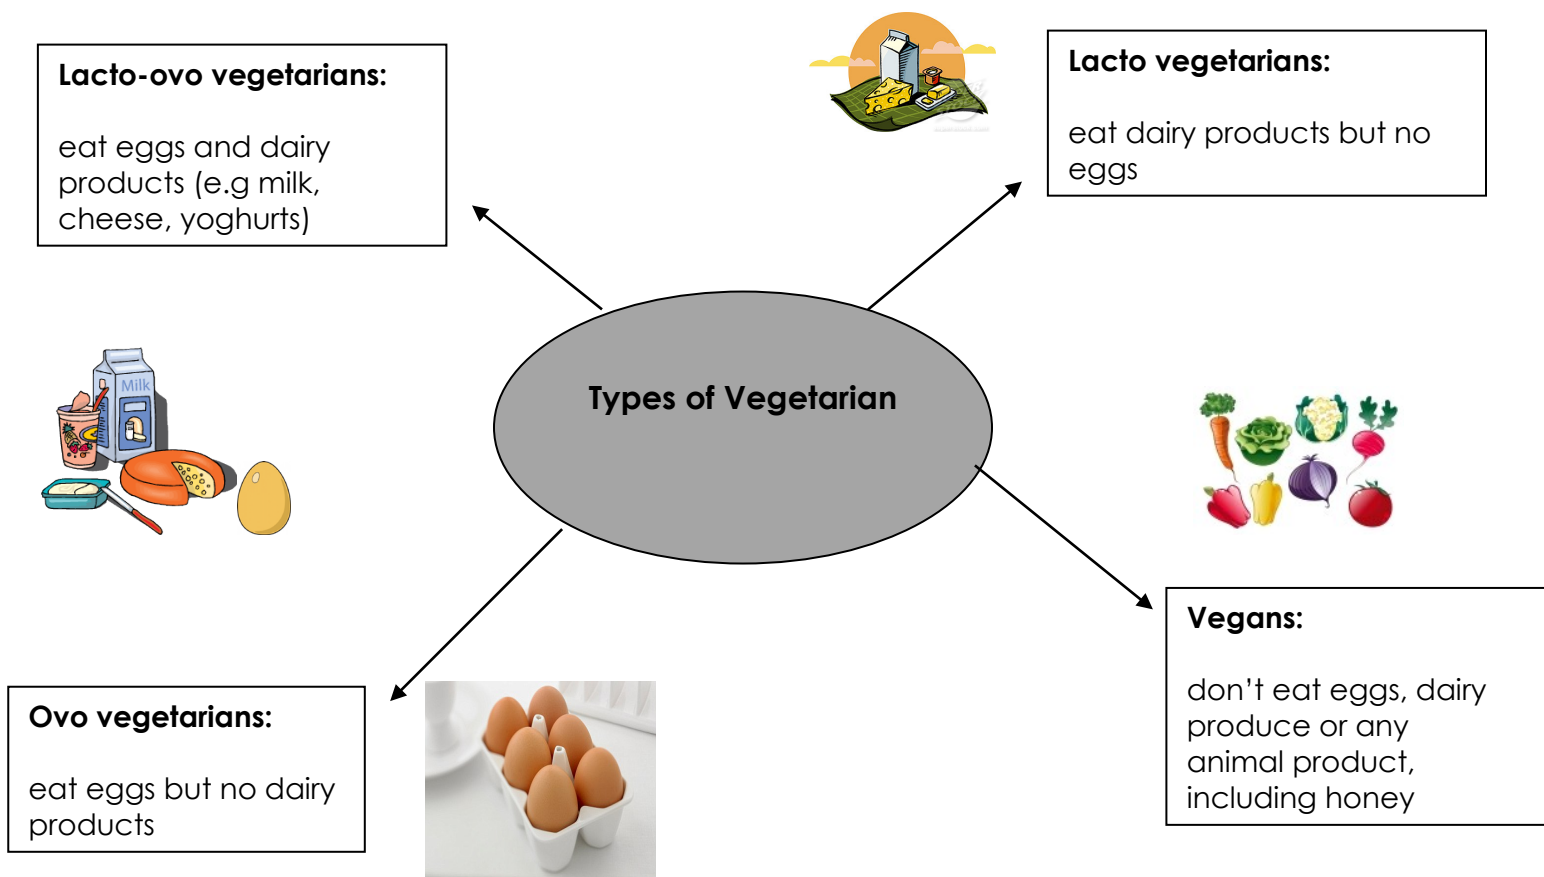 Lacto-ovo vegetarians:
eat eggs and dairy
products (e.g milk,
cheese, yoghurts)
Lacto vegetarians:
eat dairy products but no
eggs
Types of Vegetarian
Milk
Ovo vegetarians:
eat eggs but no dairy
products
Vegans:
don’t eat eggs, dairy
produce or any
animal product,
including honey